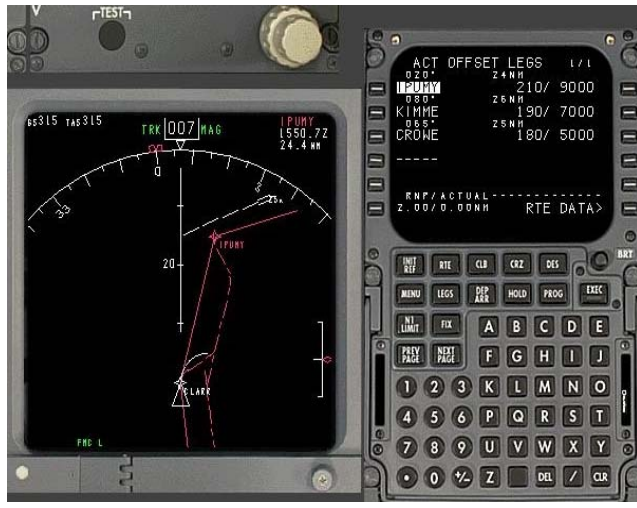 TEST
GS315 TAS315
TRK 007 MAG
IPUMY
1550.7Z
24.4 NM
33
0
20
IPUMY
CLARK
FMC L
ACT OFFSET LEGS 1/1
020° 24NM
IPUMY 210/ 9000
080° 26NM
KIMME 190/ 7000
065° 25NM
CROWE 180/ 5000
-----
RNP/ACTUAL-------------
2.00/0.00NM RTE DATA>
BRT
INIT REF
RTE
CLB
CRZ
DES
MENU
LEGS
DEP ARR
HOLD
PROG
EXEC
N1 LIMIT
FIX
PREV PAGE
NEXT PAGE
A B C D E
F G H I J
1 2 3 K L M N O
4 5 6 P Q R S T
7 8 9 U V W X Y
. 0 +/- Z DEL / CLR